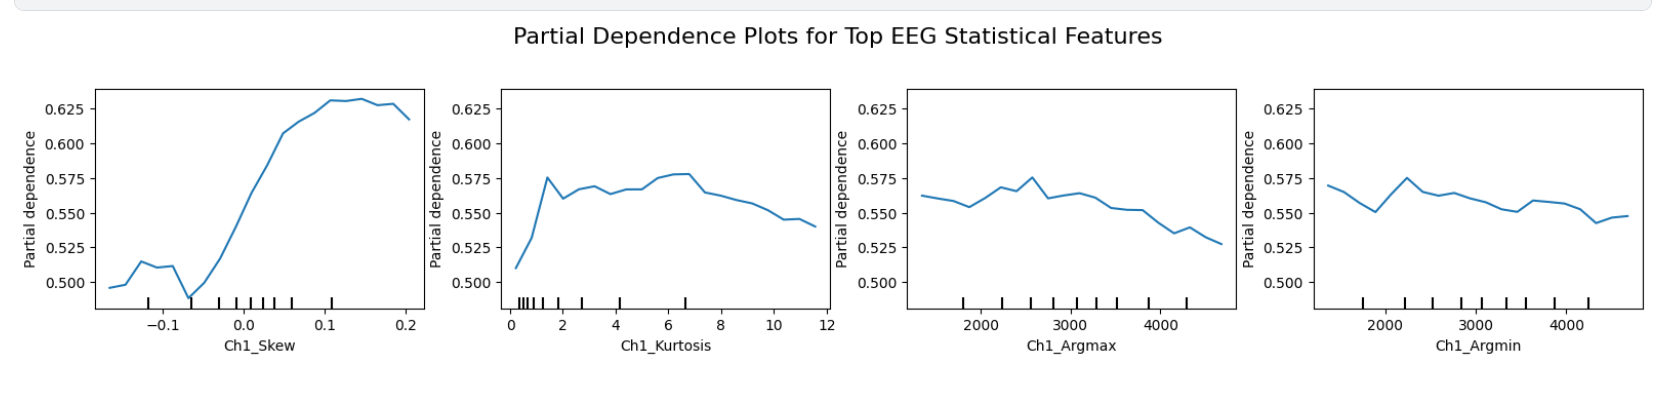 Partial Dependence Plots for Top EEG Statistical Features
Partial dependence
0.625
0.600
0.575
0.550
0.525
0.500
−0.1 0.0 0.1 0.2
Ch1_Skew
Partial dependence
0.625
0.600
0.575
0.550
0.525
0.500
0 2 4 6 8 10 12
Ch1_Kurtosis
Partial dependence
0.625
0.600
0.575
0.550
0.525
0.500
2000 3000 4000
Ch1_Argmax
Partial dependence
0.625
0.600
0.575
0.550
0.525
0.500
2000 3000 4000
Ch1_Argmin